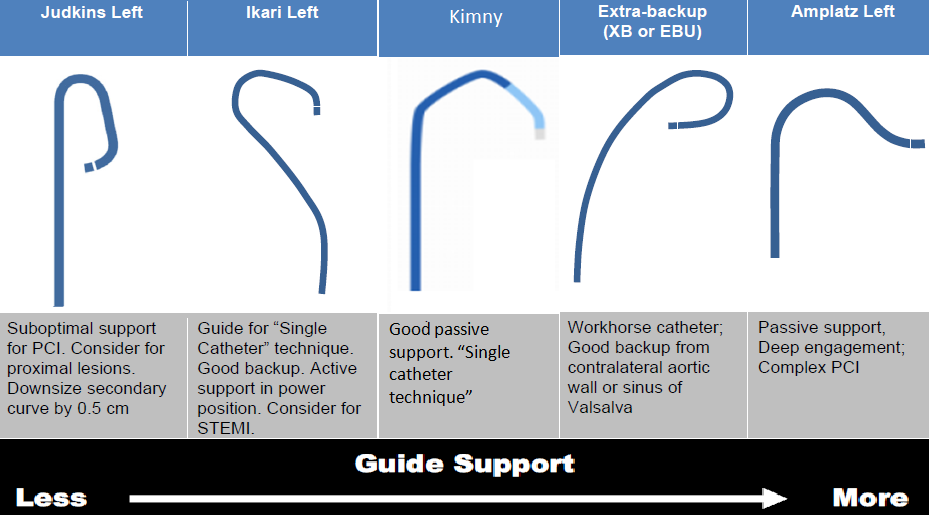 Judkins Left
Ikari Left
Kimny
Extra-backup
(XB or EBU)
Amplatz Left
Suboptimal support
for PCI. Consider for
proximal lesions.
Downsize secondary
curve by 0.5 cm
Guide for “Single
Catheter” technique.
Good backup. Active
support in power
position. Consider for
STEMI.
Good passive
support. “Single
catheter
technique”
Workhorse catheter;
Good backup from
contralateral aortic
wall or sinus of
Valsalva
Passive support,
Deep engagement;
Complex PCI
Guide Support
Less
More